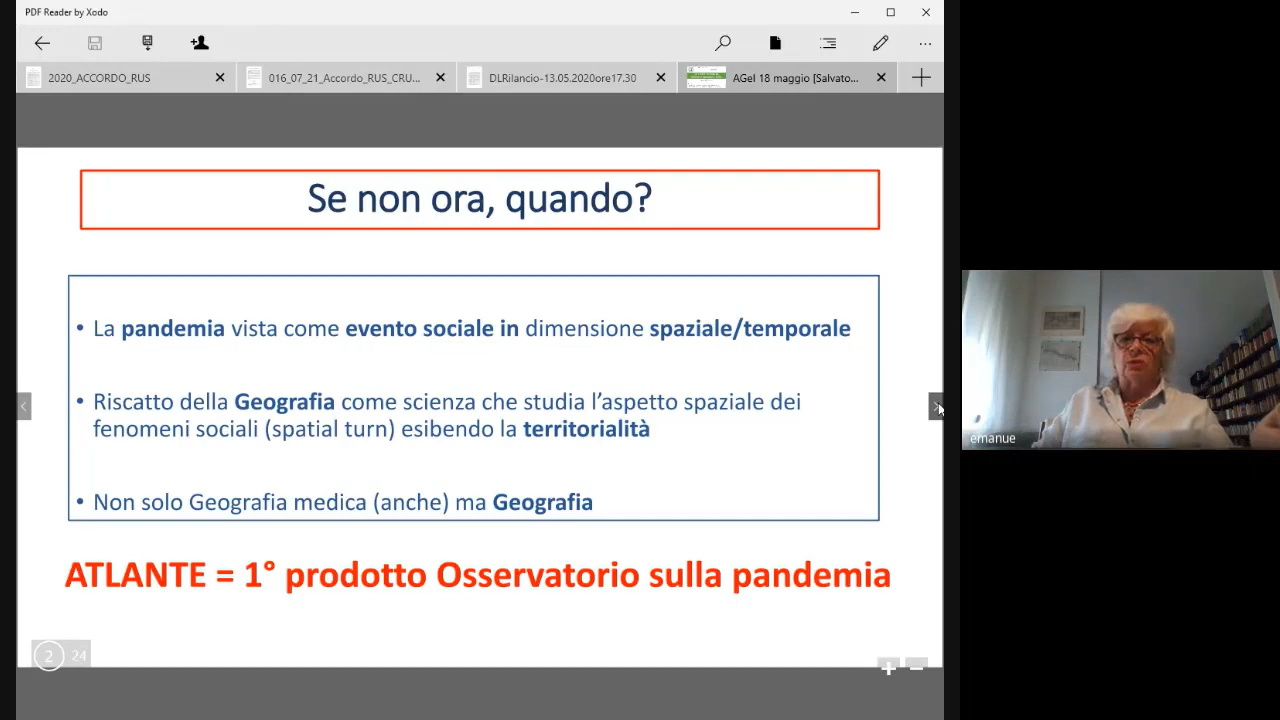 PDF Reader by Xodo
2020_ACCORDO_RUS
016_07_21_Accordo_RUS_CRU...
DLRilancio-13.05.2020ore17.30
AGeI 18 maggio [Salvato...
Se non ora, quando?
• La pandemia vista come evento sociale in dimensione spaziale/temporale
• Riscatto della Geografia come scienza che studia l’aspetto spaziale dei
fenomeni sociali (spatial turn) esibendo la territorialità
• Non solo Geografia medica (anche) ma Geografia
ATLANTE = 1° prodotto Osservatorio sulla pandemia
2 24
emanue